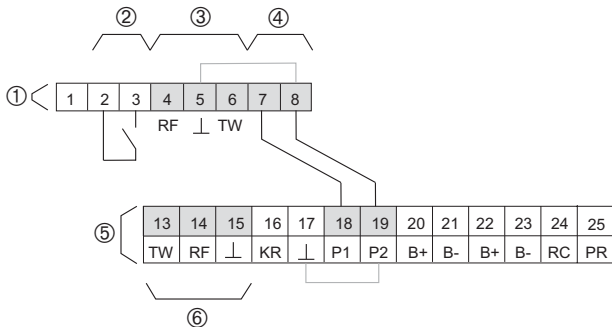 ② ③ ④
① 1 2 3 4 5 6 7 8
RF ⊥ TW
⑤ 13 14 15 16 17 18 19 20 21 22 23 24 25
TW RF ⊥ KR ⊥ P1 P2 B+ B- B+ B- RC PR
⑥